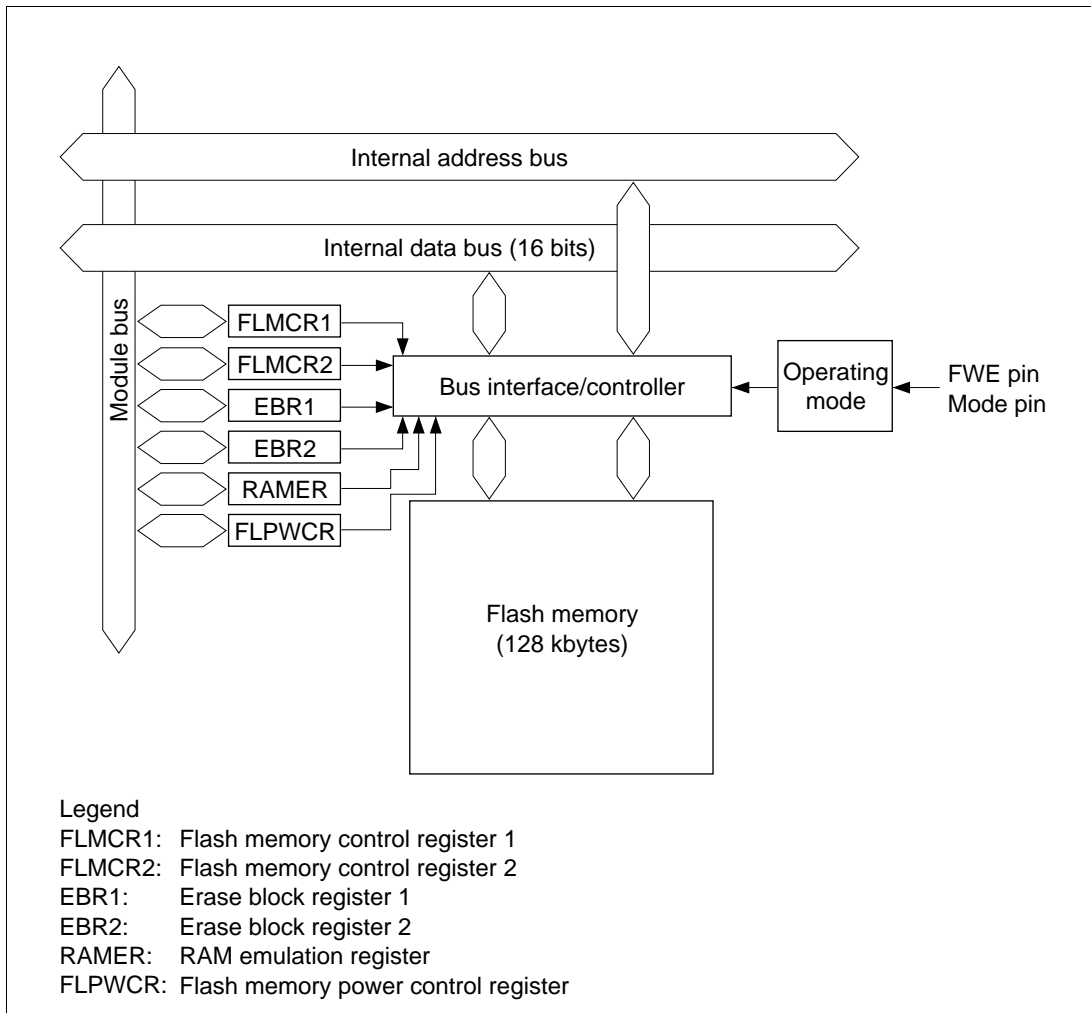 Internal address bus
Internal data bus (16 bits)
Module bus
FLMCR1
FLMCR2
EBR1
EBR2
RAMER
FLPWCR
Bus interface/controller
Operating
mode
FWE pin
Mode pin
Flash memory
(128 kbytes)
Legend
FLMCR1: Flash memory control register 1
FLMCR2: Flash memory control register 2
EBR1: Erase block register 1
EBR2: Erase block register 2
RAMER: RAM emulation register
FLPWCR: Flash memory power control register